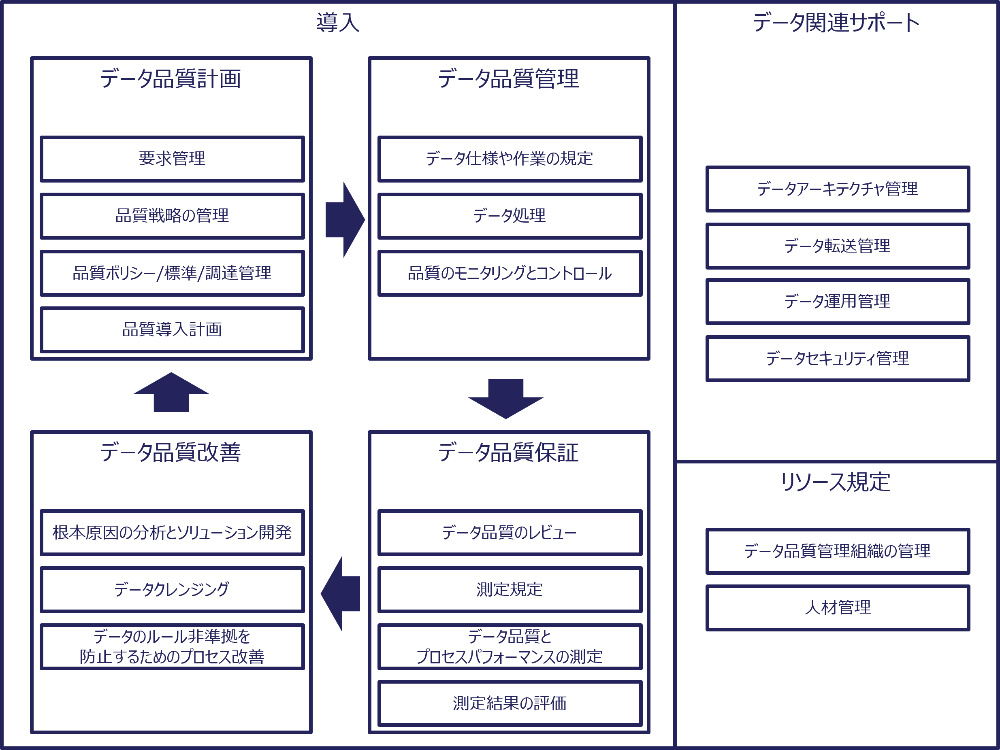 導入
データ品質計画
要求管理
品質戦略の管理
品質ポリシー/標準/調達管理
品質導入計画
データ品質管理
データ仕様や作業の規定
データ処理
品質のモニタリングとコントロール
データ品質保証
データ品質のレビュー
測定規定
データ品質と
プロセスパフォーマンスの測定
測定結果の評価
データ品質改善
根本原因の分析とソリューション開発
データクレンジング
データのルール非準拠を
防止するためのプロセス改善
データ関連サポート
データアーキテクチャ管理
データ転送管理
データ運用管理
データセキュリティ管理
リソース規定
データ品質管理組織の管理
人材管理